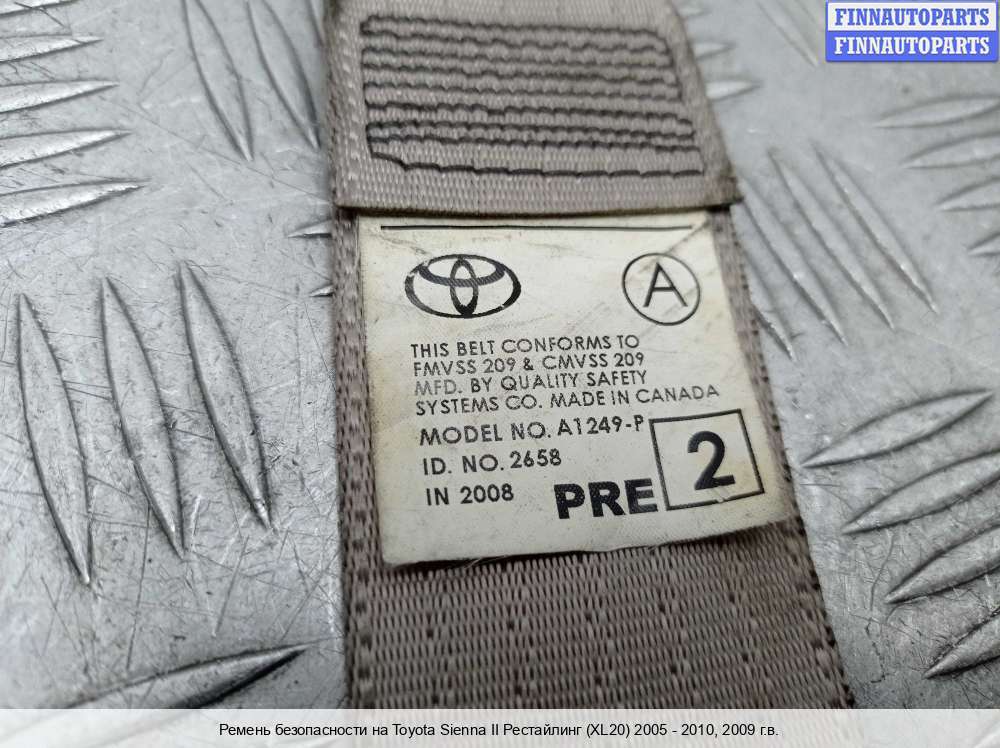 FINNAUTOPARTS
FINNAUTOPARTS
A
THIS BELT CONFORMS TO
FMVSS 209 & CMVSS 209
MFD. BY QUALITY SAFETY
SYSTEMS CO. MADE IN CANADA
MODEL NO. A1249-P
ID. NO. 2658
IN 2008
PRE 2
Ремень безопасности на Toyota Sienna II Рестайлинг (XL20) 2005 - 2010, 2009 г.в.